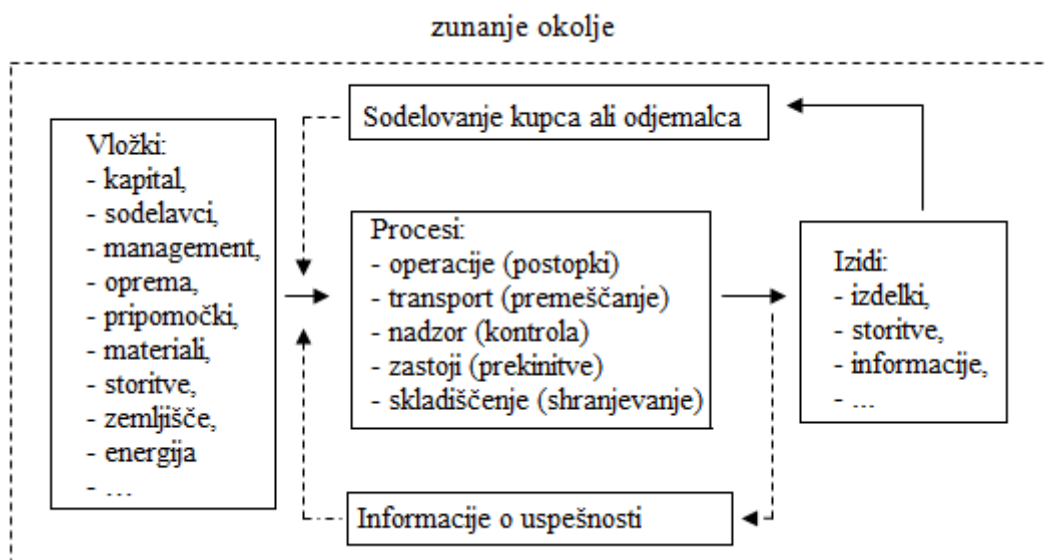 zunanje okolje
Sodelovanje kupca ali odjemalca
Vložki:
- kapital,
- sodelavci,
- management,
- oprema,
- pripomočki,
- materiali,
- storitve,
- zemljišče,
- energija
- …
Procesi:
- operacije (postopki)
- transport (premeščanje)
- nadzor (kontrola)
- zastoji (prekinitve)
- skladiščenje (shranjevanje)
Izidi:
- izdelki,
- storitve,
- informacije,
- ...
Informacije o uspešnosti